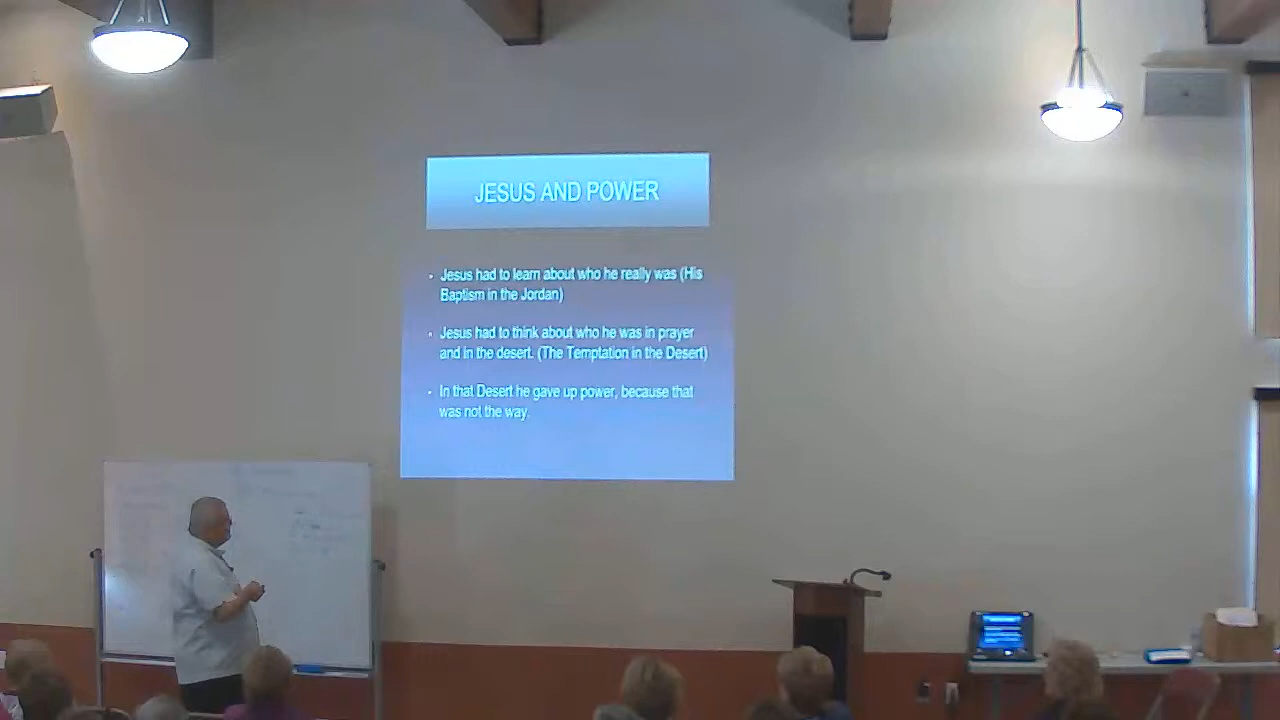 JESUS AND POWER
• Jesus had to learn about who he really was (His
Baptism in the Jordan)
• Jesus had to think about who he was in prayer
and in the desert. (The Temptation in the Desert)
• In that Desert he gave up power, because that
was not the way.